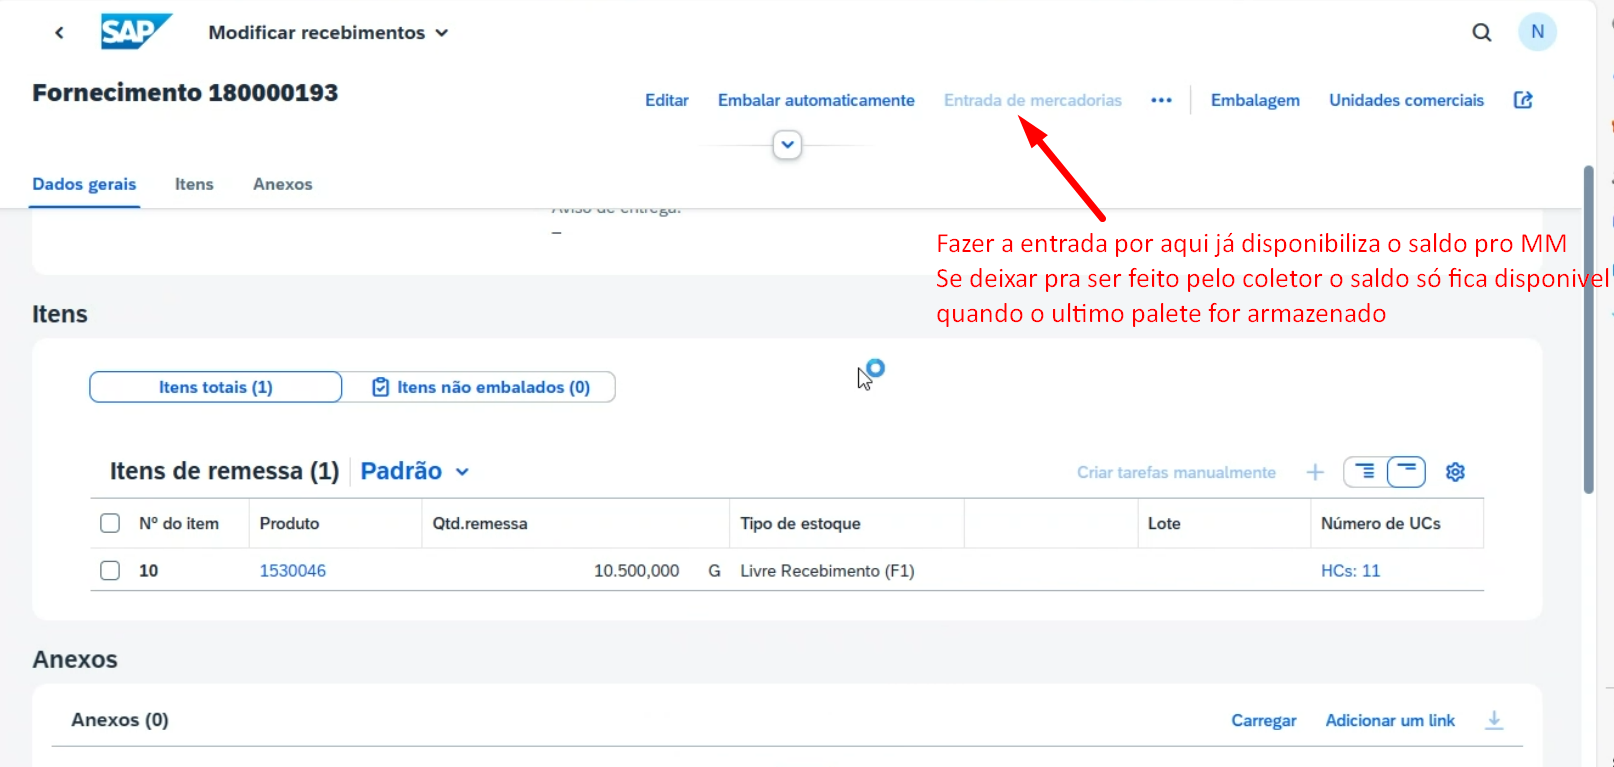 SAP Modificar recebimentos N
Fornecimento 180000193
Editar Embalar automaticamente Entrada de mercadorias ••• Embalagem Unidades comerciais
Dados gerais Itens Anexos
Aviso de entrega:
–
Fazer a entrada por aqui já disponibiliza o saldo pro MM
Se deixar pra ser feito pelo coletor o saldo só fica disponivel
quando o ultimo palete for armazenado
Itens
Itens totais (1) Itens não embalados (0)
Itens de remessa (1) Padrão Criar tarefas manualmente
Nº do item Produto Qtd.remessa Tipo de estoque Lote Número de UCs
10 1530046 10.500,000 G Livre Recebimento (F1) HCs: 11
Anexos
Anexos (0) Carregar Adicionar um link